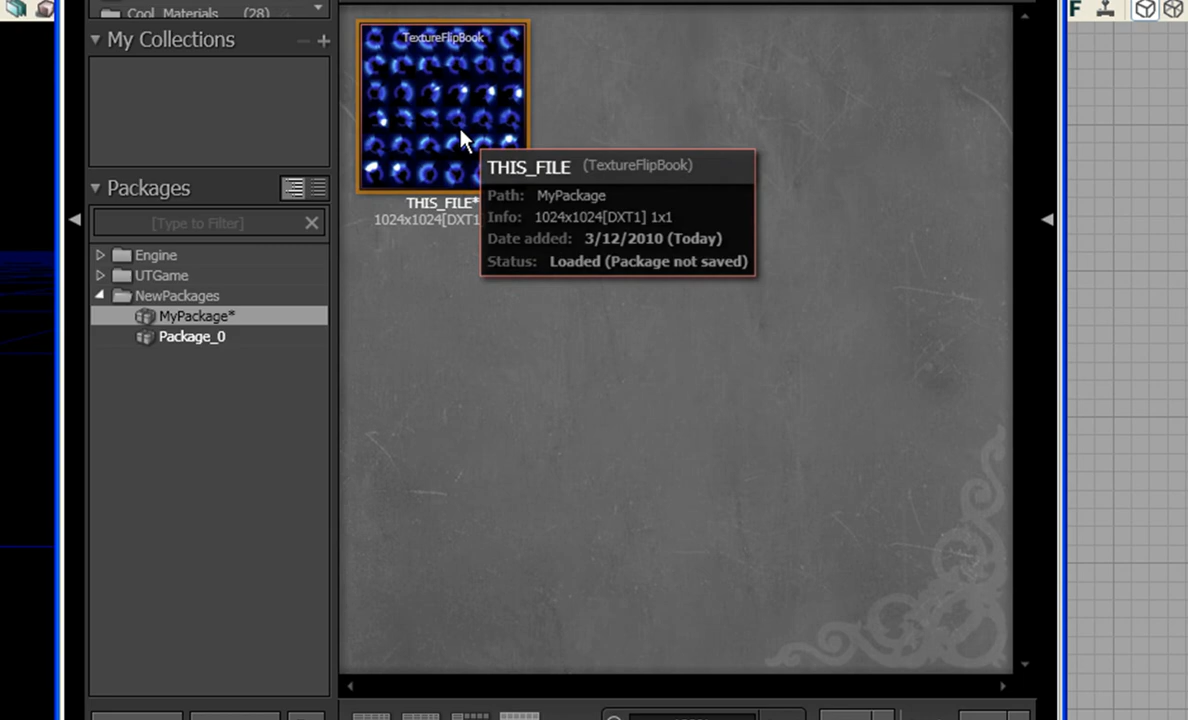 Cool_Materials (28)
My Collections
Packages
[Type to Filter]
Engine
UTGame
NewPackages
MyPackage*
Package_0
TextureFlipBook
THIS_FILE*
1024x1024[DXT1
THIS_FILE (TextureFlipBook)
Path: MyPackage
Info: 1024x1024[DXT1] 1x1
Date added: 3/12/2010 (Today)
Status: Loaded (Package not saved)
F